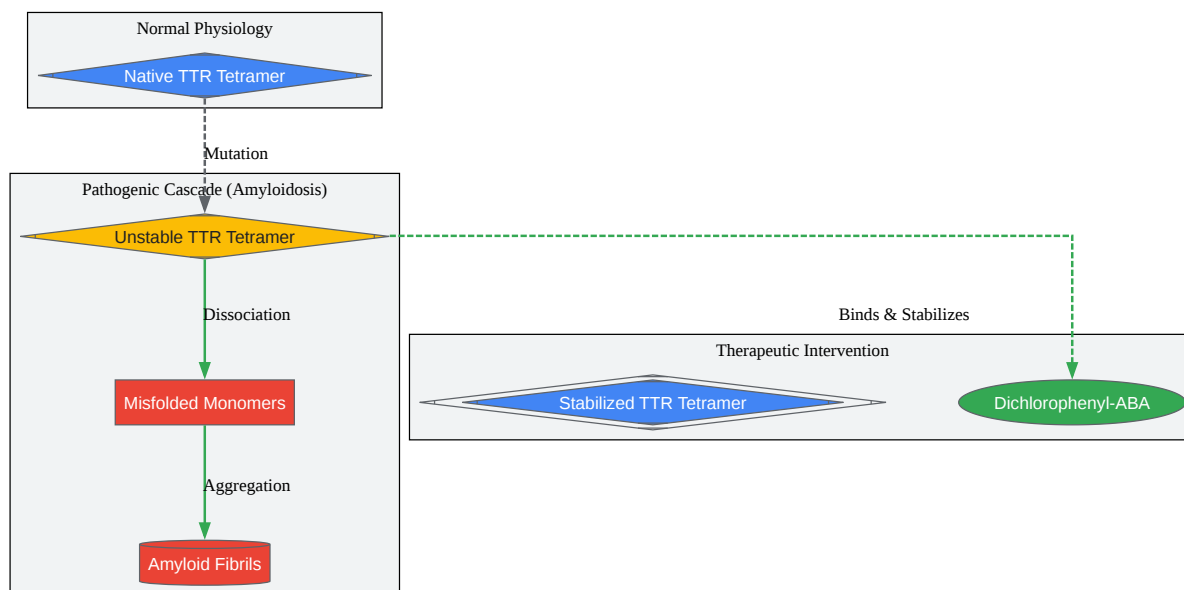 Normal Physiology
Native TTR Tetramer
Mutation
Pathogenic Cascade (Amyloidosis)
Unstable TTR Tetramer
Dissociation
Binds & Stabilizes
Therapeutic Intervention
Misfolded Monomers
Stabilized TTR Tetramer
Dichlorophenyl-ABA
Aggregation
Amyloid Fibrils